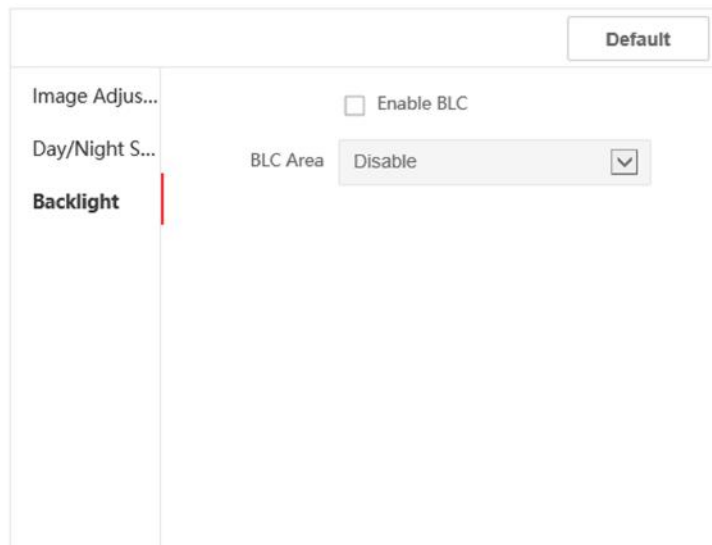 Default
Image Adjus...
Enable BLC
Day/Night S...
BLC Area Disable
Backlight